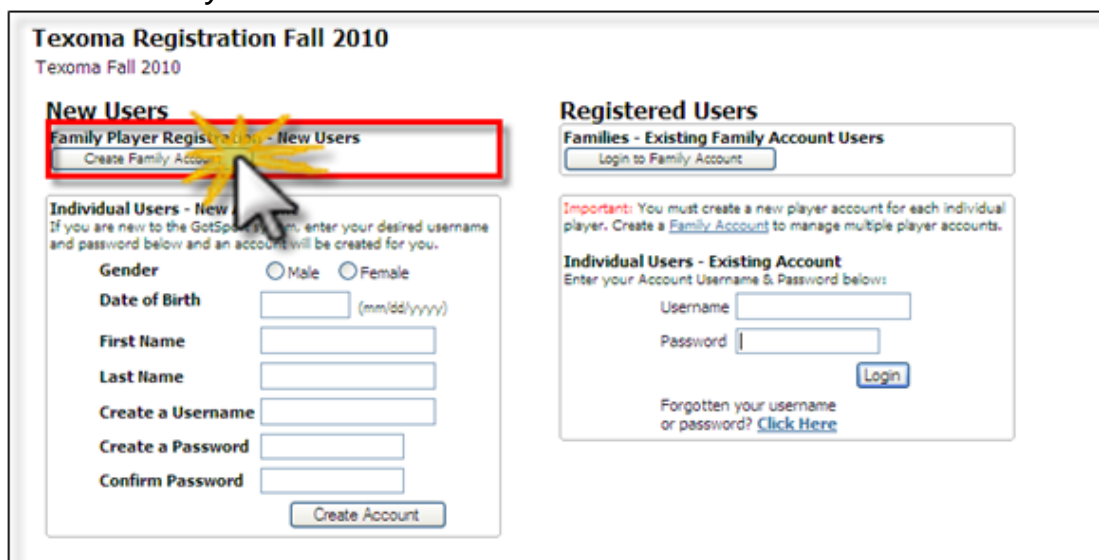 Texoma Registration Fall 2010
Texoma Fall 2010
New Users
Family Player Registration - New Users
Create Family Account
Individual Users - New
If you are new to the GotSport system, enter your desired username
and password below and an account will be created for you.
Gender Male Female
Date of Birth (mm/dd/yyyy)
First Name
Last Name
Create a Username
Create a Password
Confirm Password
Create Account
Registered Users
Families - Existing Family Account Users
Login to Family Account
Important: You must create a new player account for each individual
player. Create a Family Account to manage multiple player accounts.
Individual Users - Existing Account
Enter your Account Username & Password below:
Username
Password
Login
Forgotten your username
or password? Click Here